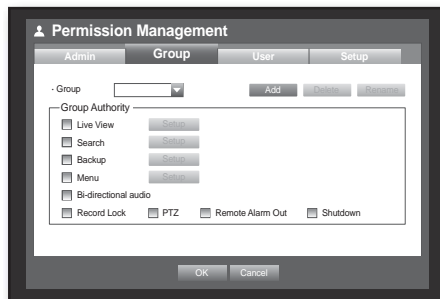 Permission Management
Admin Group User Setup
· Group Add Delete Rename
Group Authority
Live View Setup
Search Setup
Backup Setup
Menu Setup
Bi-directional audio
Record Lock PTZ Remote Alarm Out Shutdown
OK Cancel